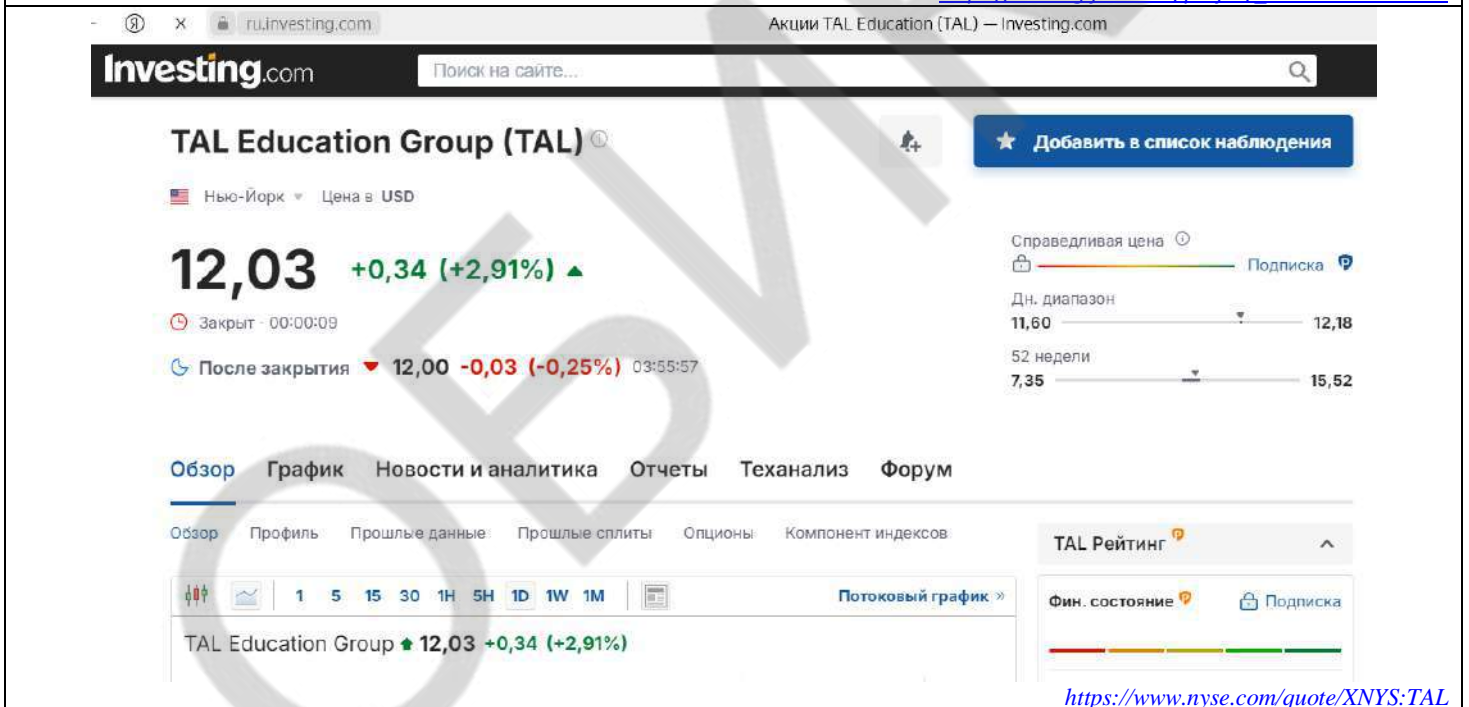 ru.investing.com Акции TAL Education (TAL) — Investing.com
Investing.com Поиск на сайте...
TAL Education Group (TAL)
Добавить в список наблюдения
Нью-Йорк Цена в USD
Справедливая цена
Подписка
12,03 +0,34 (+2,91%)
Дн. диапазон
11,60 12,18
Закрыт · 00:00:09
52 недели
После закрытия 12,00 -0,03 (-0,25%) 03:55:57
7,35 15,52
Обзор График Новости и аналитика Отчеты Теханализ Форум
Обзор Профиль Прошлые данные Прошлые сплиты Опционы Компонент индексов
TAL Рейтинг
1 5 15 30 1H 5H 1D 1W 1M Потоковый график »
Фин. состояние Подписка
TAL Education Group 12,03 +0,34 (+2,91%)
https://www.nyse.com/quote/XNYS:TAL